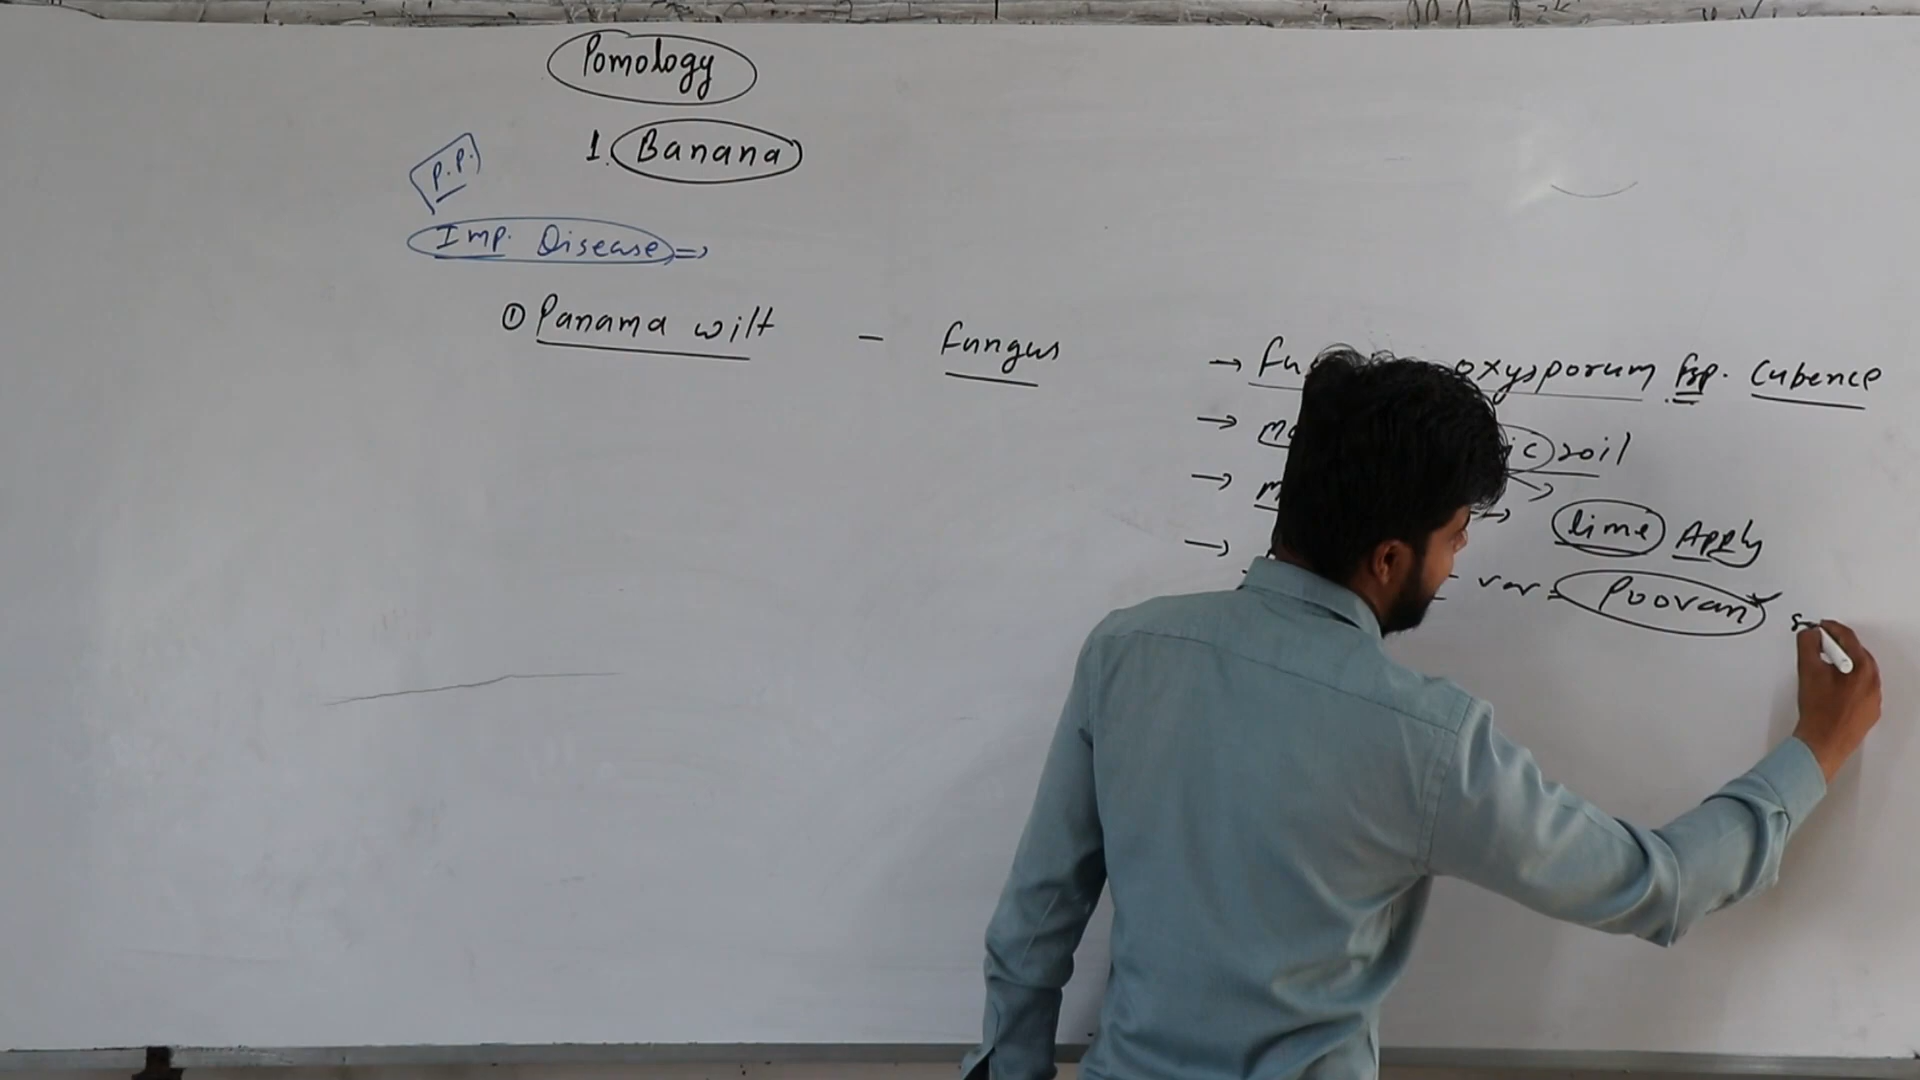 Pomology
1. Banana
P.P.
Imp. Disease =>
① Panama wilt - Fungus
→ Fu oxysporum fsp. Cubence
→ ic soil
→ → lime Apply
→ var = Poovan